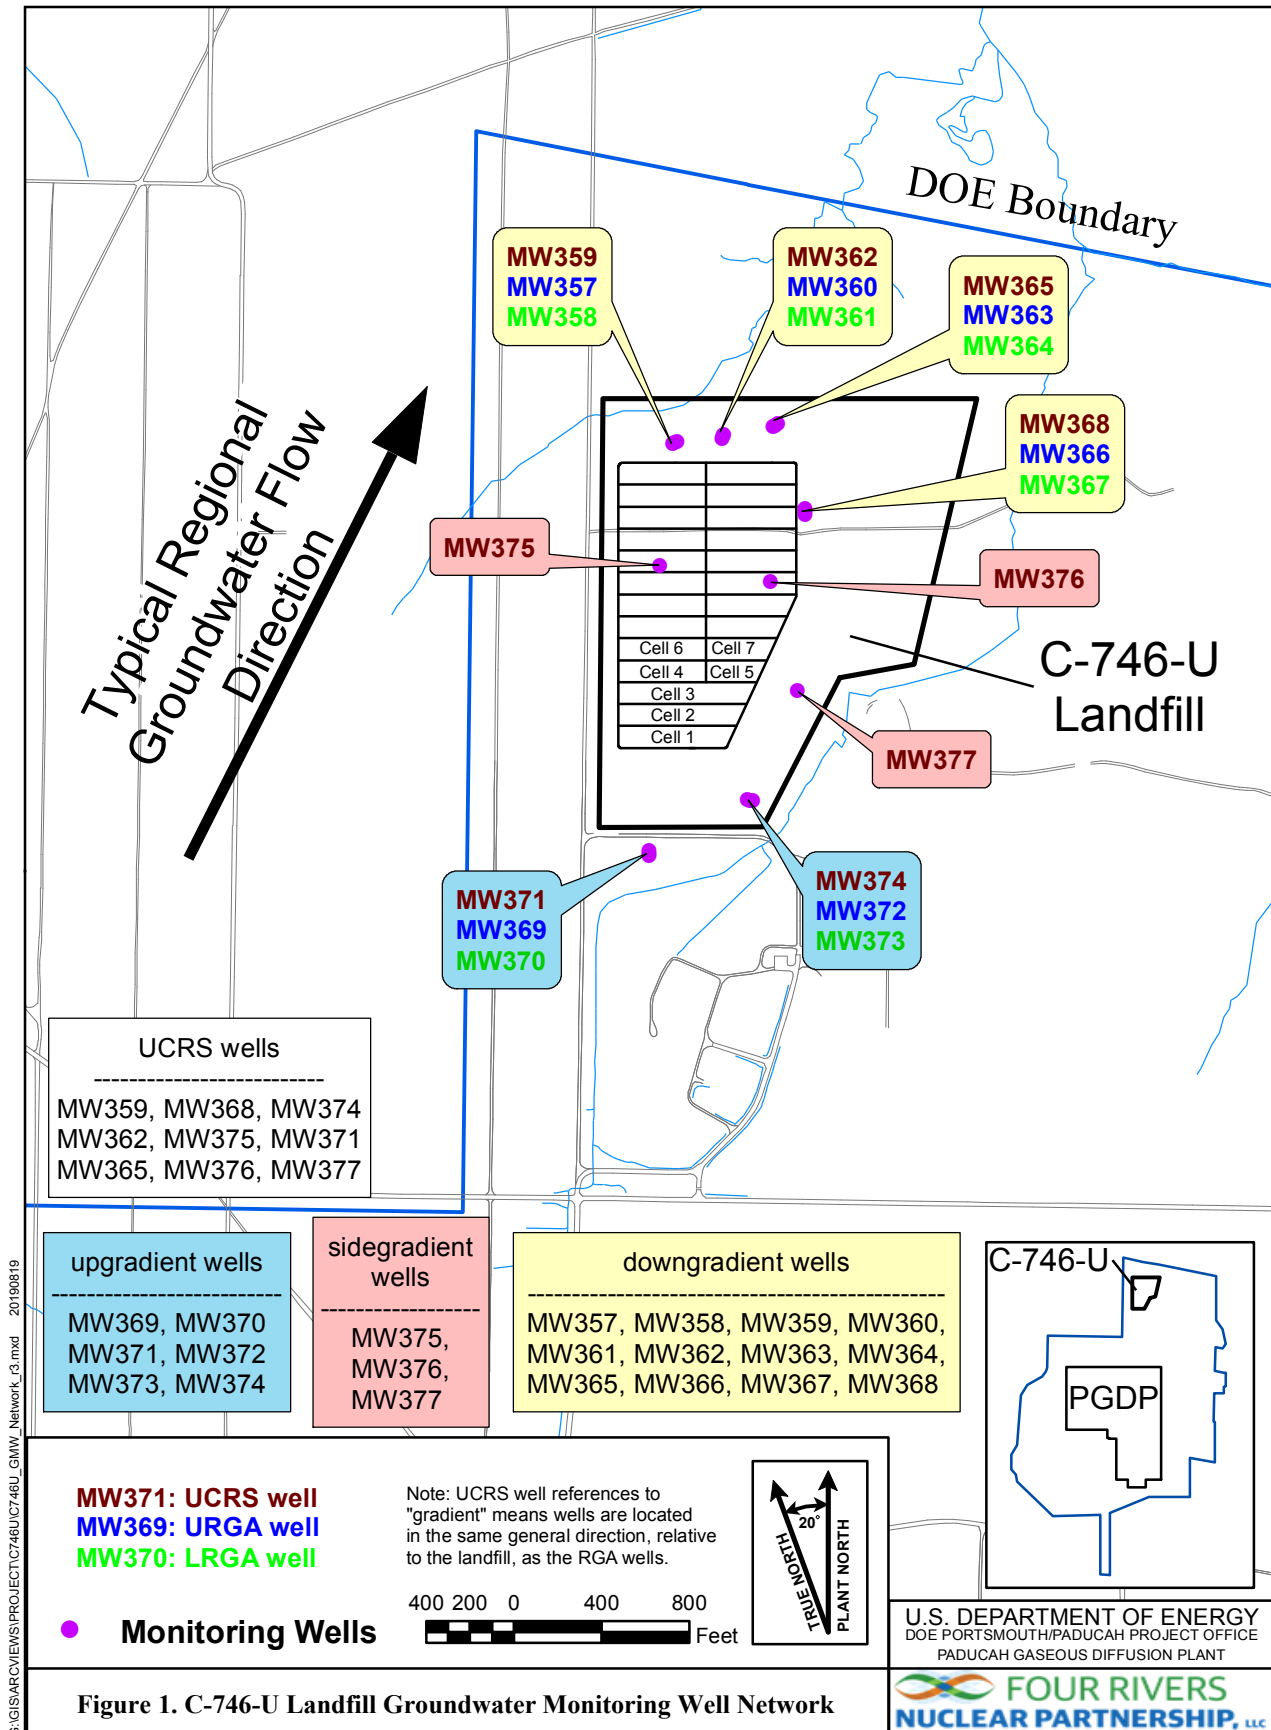 DOE Boundary
MW359
MW357
MW358
MW362
MW360
MW361
MW365
MW363
MW364
MW368
MW366
MW367
Typical Regional
Groundwater Flow
Direction
MW375
MW376
Cell 6
Cell 7
Cell 4
Cell 5
Cell 3
Cell 2
Cell 1
C-746-U
Landfill
MW377
MW371
MW369
MW370
MW374
MW372
MW373
UCRS wells
---------------------------
MW359, MW368, MW374
MW362, MW375, MW371
MW365, MW376, MW377
upgradient wells
---------------------------
MW369, MW370
MW371, MW372
MW373, MW374
sidegradient
wells
-------------------
MW375,
MW376,
MW377
downgradient wells
-------------------------------------------------
MW357, MW358, MW359, MW360,
MW361, MW362, MW363, MW364,
MW365, MW366, MW367, MW368
C-746-U
PGDP
MW371: UCRS well
MW369: URGA well
MW370: LRGA well
Monitoring Wells
Note: UCRS well references to
"gradient" means wells are located
in the same general direction, relative
to the landfill, as the RGA wells.
400 200 0 400 800
Feet
20°
TRUE NORTH
PLANT NORTH
U.S. DEPARTMENT OF ENERGY
DOE PORTSMOUTH/PADUCAH PROJECT OFFICE
PADUCAH GASEOUS DIFFUSION PLANT
FOUR RIVERS
NUCLEAR PARTNERSHIP, LLC
Figure 1. C-746-U Landfill Groundwater Monitoring Well Network
:\GIS\ARCVIEWS\PROJECT\C746U\C746U_GMW_Network_r3.mxd 20190819